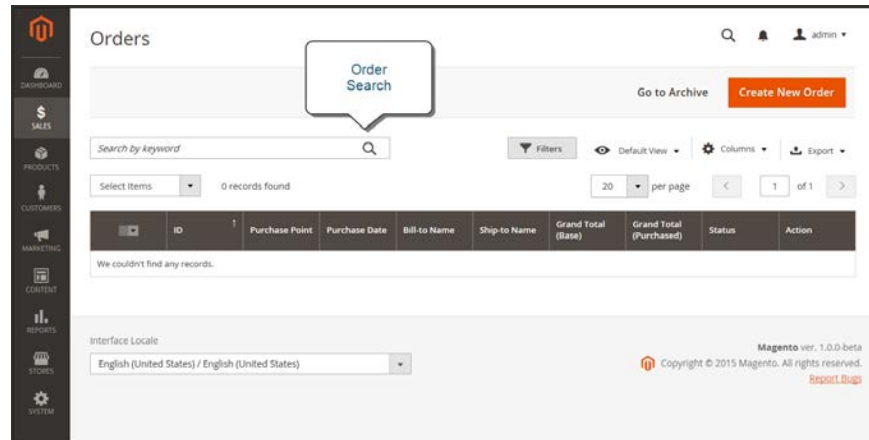 Orders
admin
Order
Search
Go to Archive
Create New Order
Search by keyword
Filters
Default View
Columns
Export
Select Items
0 records found
20
per page
1
of 1
ID
Purchase Point
Purchase Date
Bill-to Name
Ship-to Name
Grand Total
(Base)
Grand Total
(Purchased)
Status
Action
We couldn't find any records.
DASHBOARD
SALES
PRODUCTS
CUSTOMERS
MARKETING
CONTENT
REPORTS
STORES
SYSTEM
Interface Locale
English (United States) / English (United States)
Magento ver. 1.0.0-beta
Copyright © 2015 Magento. All rights reserved.
Report Bugs